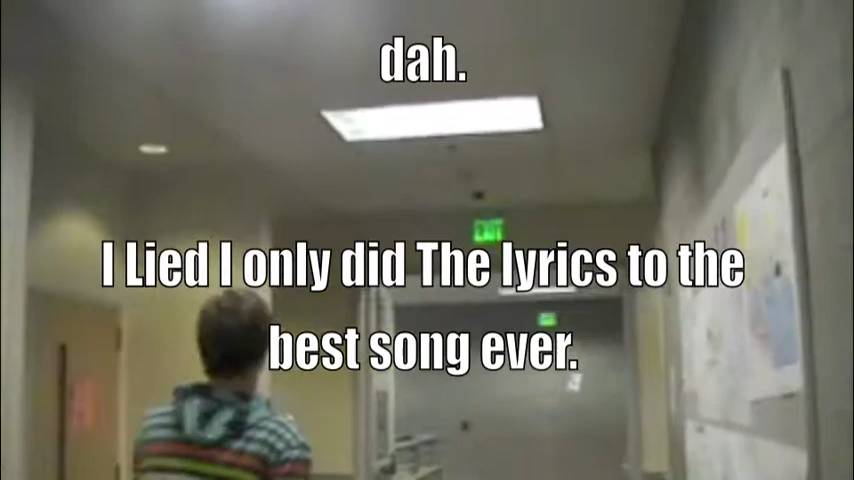 dah.
EXIT
I Lied I only did The lyrics to the
best song ever.